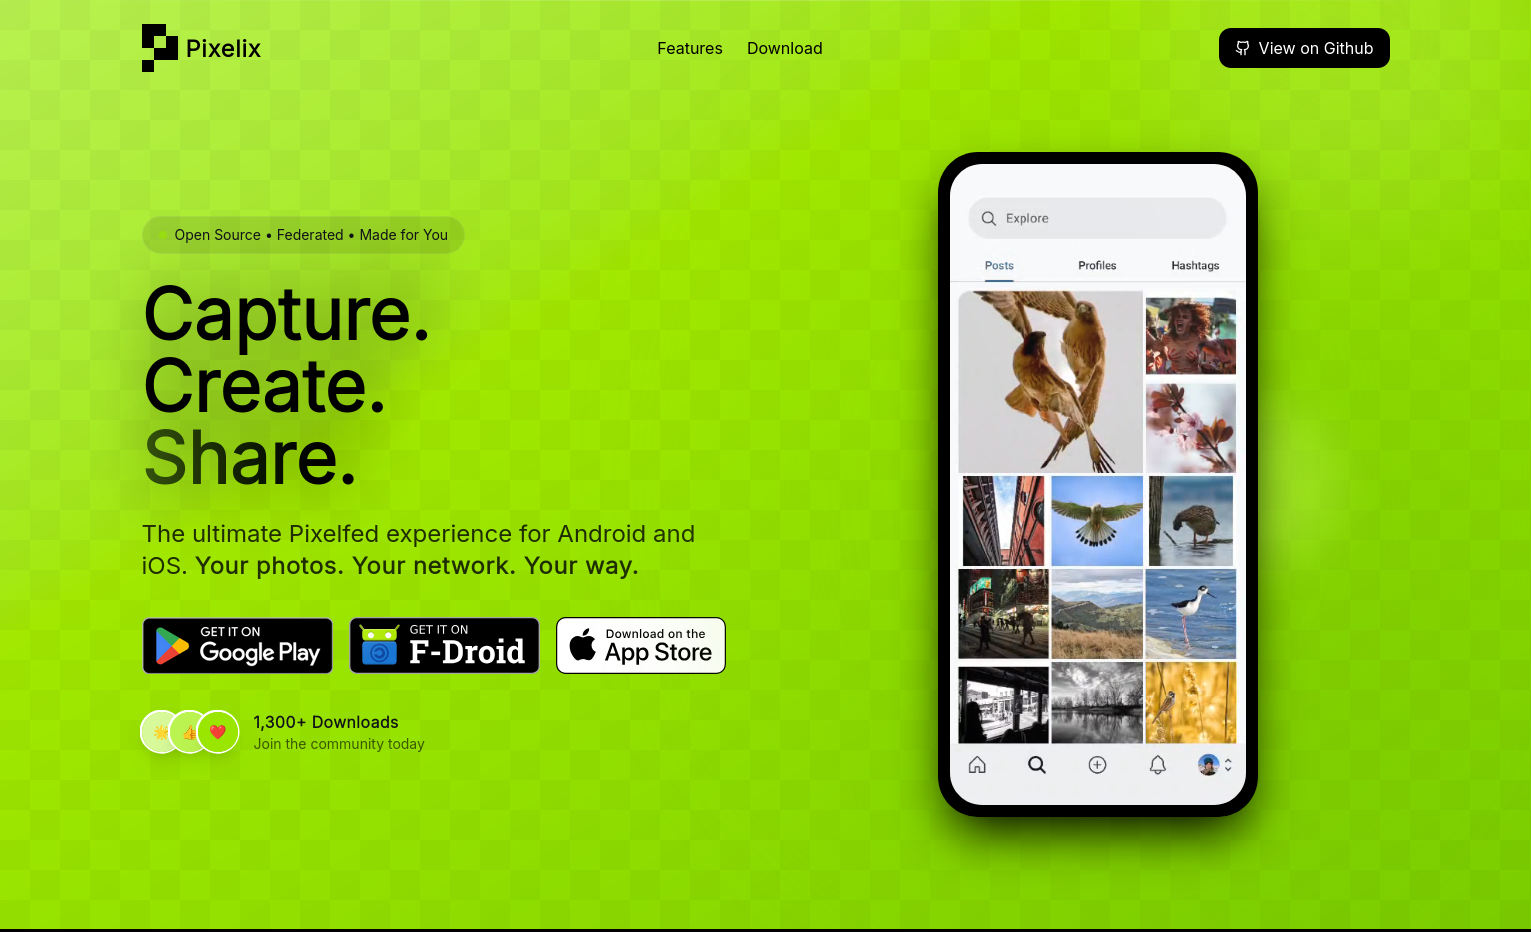 Pixelix
Features
Download
View on Github
Open Source • Federated • Made for You
Capture.
Create.
Share.
The ultimate Pixelfed experience for Android and
iOS. Your photos. Your network. Your way.
GET IT ON
Google Play
GET IT ON
F-Droid
Download on the
App Store
1,300+ Downloads
Join the community today
Explore
Posts
Profiles
Hashtags